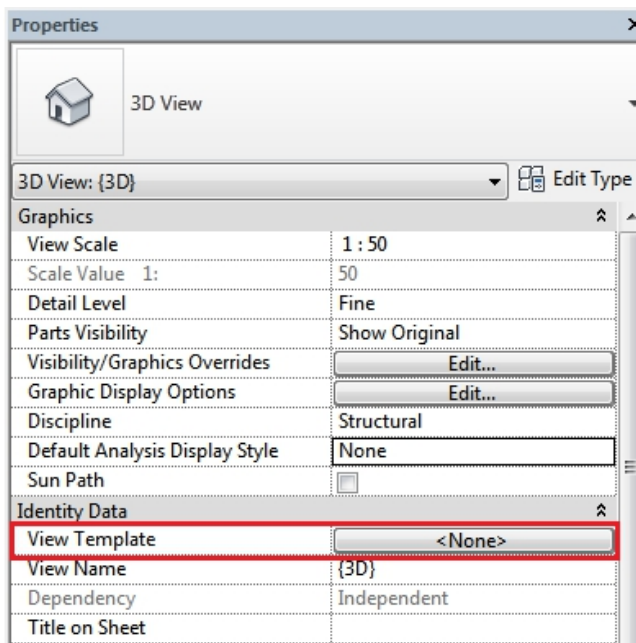 Properties
3D View
3D View: {3D} Edit Type
Graphics
View Scale 1 : 50
Scale Value 1: 50
Detail Level Fine
Parts Visibility Show Original
Visibility/Graphics Overrides Edit...
Graphic Display Options Edit...
Discipline Structural
Default Analysis Display Style None
Sun Path
Identity Data
View Template <None>
View Name {3D}
Dependency Independent
Title on Sheet